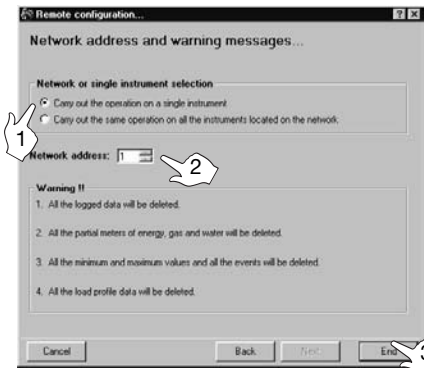 Remote configuration...
Network address and warning messages...
Network or single instrument selection
Carry out the operation on a single instrument
Carry out the same operation on all the instruments located on the network.
1
Network address: 1
2
Warning !!
1. All the logged data will be deleted.
2. All the partial meters of energy, gas and water will be deleted.
3. All the minimum and maximum values and all the events will be deleted.
4. All the load profile data will be deleted.
Cancel Back Next End
3